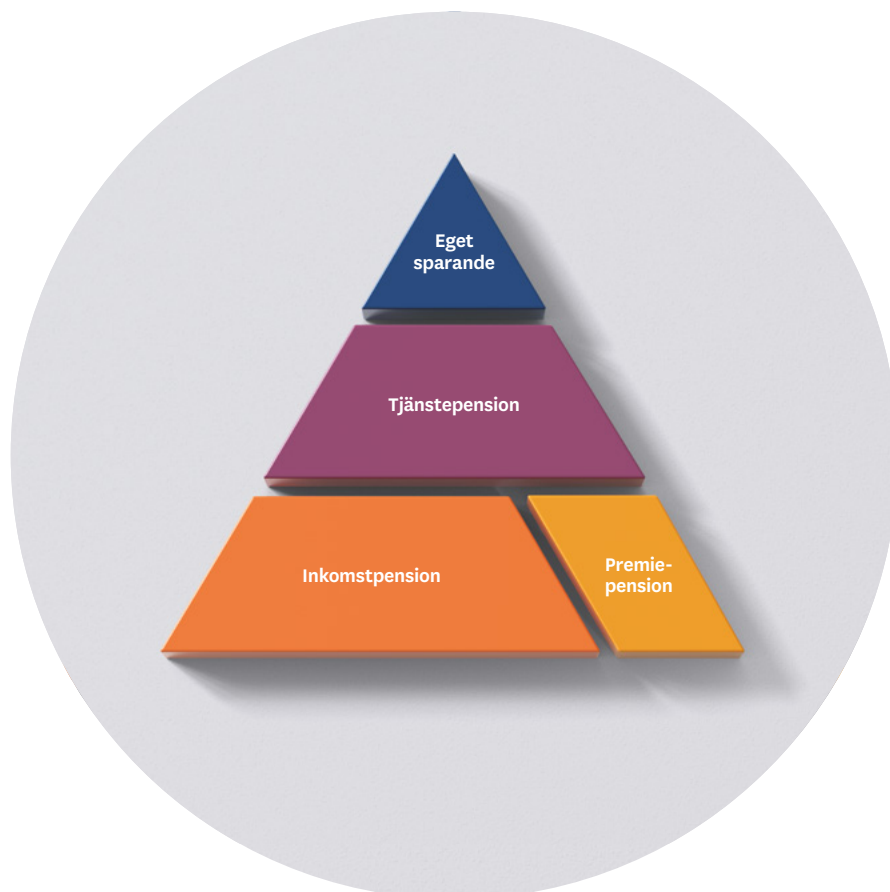 Eget
sparande
Tjänstepension
Inkomstpension
Premie-
pension